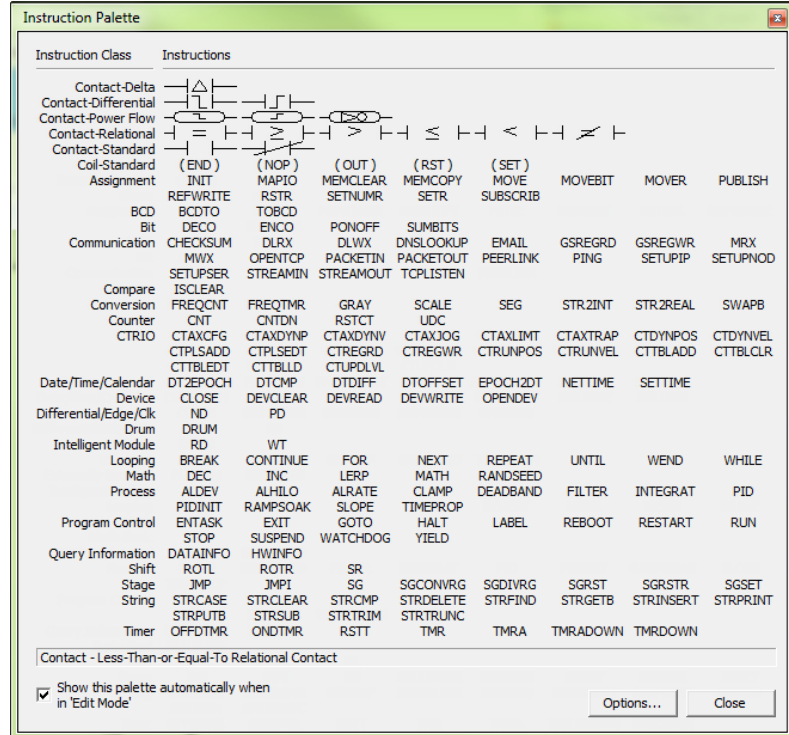 Instruction Palette
Instruction Class Instructions
Contact-Delta
Contact-Differential
Contact-Power Flow
Contact-Relational = ≥ > ≤ < ≠
Contact-Standard
Coil-Standard (END) (NOP) (OUT) (RST) (SET)
Assignment INIT MAPIO MEMCLEAR MEMCOPY MOVE MOVEBIT MOVER PUBLISH
REFWRITE RSTR SETNUMR SETR SUBSCRIB
BCD BCDTO TOBCD
Bit DECO ENCO PONOFF SUMBITS
Communication CHECKSUM DLRX DLWX DNSLOOKUP EMAIL GSREGRD GSREGWR MRX
MWX OPENTCP PACKETIN PACKETOUT PEERLINK PING SETUPIP SETUPNOD
SETUPSER STREAMIN STREAMOUT TCPLISTEN
Compare ISCLEAR
Conversion FREQCNT FREQTMR GRAY SCALE SEG STR2INT STR2REAL SWAPB
Counter CNT CNTDN RSTCT UDC
CTRIO CTAXCFG CTAXDYNP CTAXDYNV CTAXJOG CTAXLIMT CTAXTRAP CTDYNPOS CTDYNVEL
CTPLSADD CTPLSEDT CTREGRD CTREGWR CTRUNPOS CTRUNVEL CTTBLADD CTTBLCLR
CTTBLEDT CTTBLLD CTUPDLVL
Date/Time/Calendar DT2EPOCH DTCMP DTDIFF DTOFFSET EPOCH2DT NETTIME SETTIME
Device CLOSE DEVCLEAR DEVREAD DEVWRITE OPENDEV
Differential/Edge/Clk ND PD
Drum DRUM
Intelligent Module RD WT
Looping BREAK CONTINUE FOR NEXT REPEAT UNTIL WEND WHILE
Math DEC INC LERP MATH RANDSEED
Process ALDEV ALHILO ALRATE CLAMP DEADBAND FILTER INTEGRAT PID
PIDINIT RAMPSOAK SLOPE TIMEPROP
Program Control ENTASK EXIT GOTO HALT LABEL REBOOT RESTART RUN
STOP SUSPEND WATCHDOG YIELD
Query Information DATAINFO HWINFO
Shift ROTL ROTR SR
Stage JMP JMPI SG SGCONVRG SGDIVRG SGRST SGRSTR SGSET
String STRCASE STRCLEAR STRCMP STRDELETE STRFIND STRGETB STRINSERT STRPRINT
STRPUTB STRSUB STRTRIM STRTRUNC
Timer OFFDTMR ONDTMR RSTT TMR TMRA TMRADOWN TMRDOWN
Contact - Less-Than-or-Equal-To Relational Contact
Show this palette automatically when
in 'Edit Mode'
Options... Close